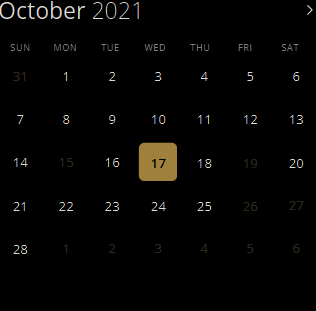 October 2021
SUN MON TUE WED THU FRI SAT
31 1 2 3 4 5 6
7 8 9 10 11 12 13
14 15 16 17 18 19 20
21 22 23 24 25 26 27
28 1 2 3 4 5 6